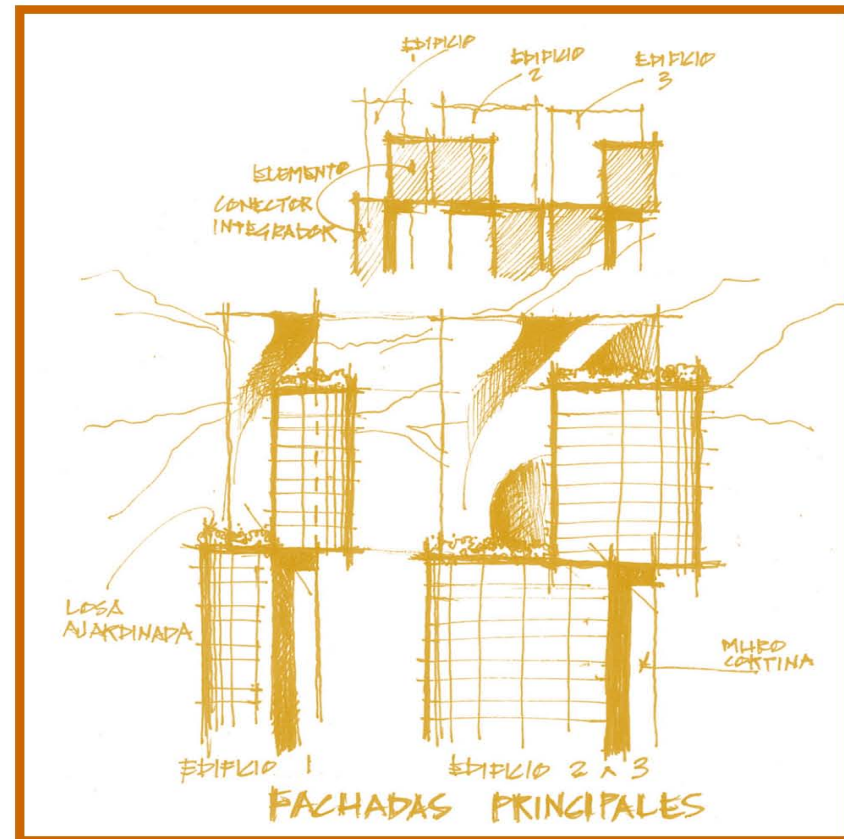 EDIFICIO
1
EDIFICIO
2
EDIFICIO
3
ELEMENTO
CONECTOR
INTEGRADOR
LOSA
AJARDINADA
MURO
CORTINA
EDIFICIO 1
EDIFICIO 2 A 3
FACHADAS PRINCIPALES